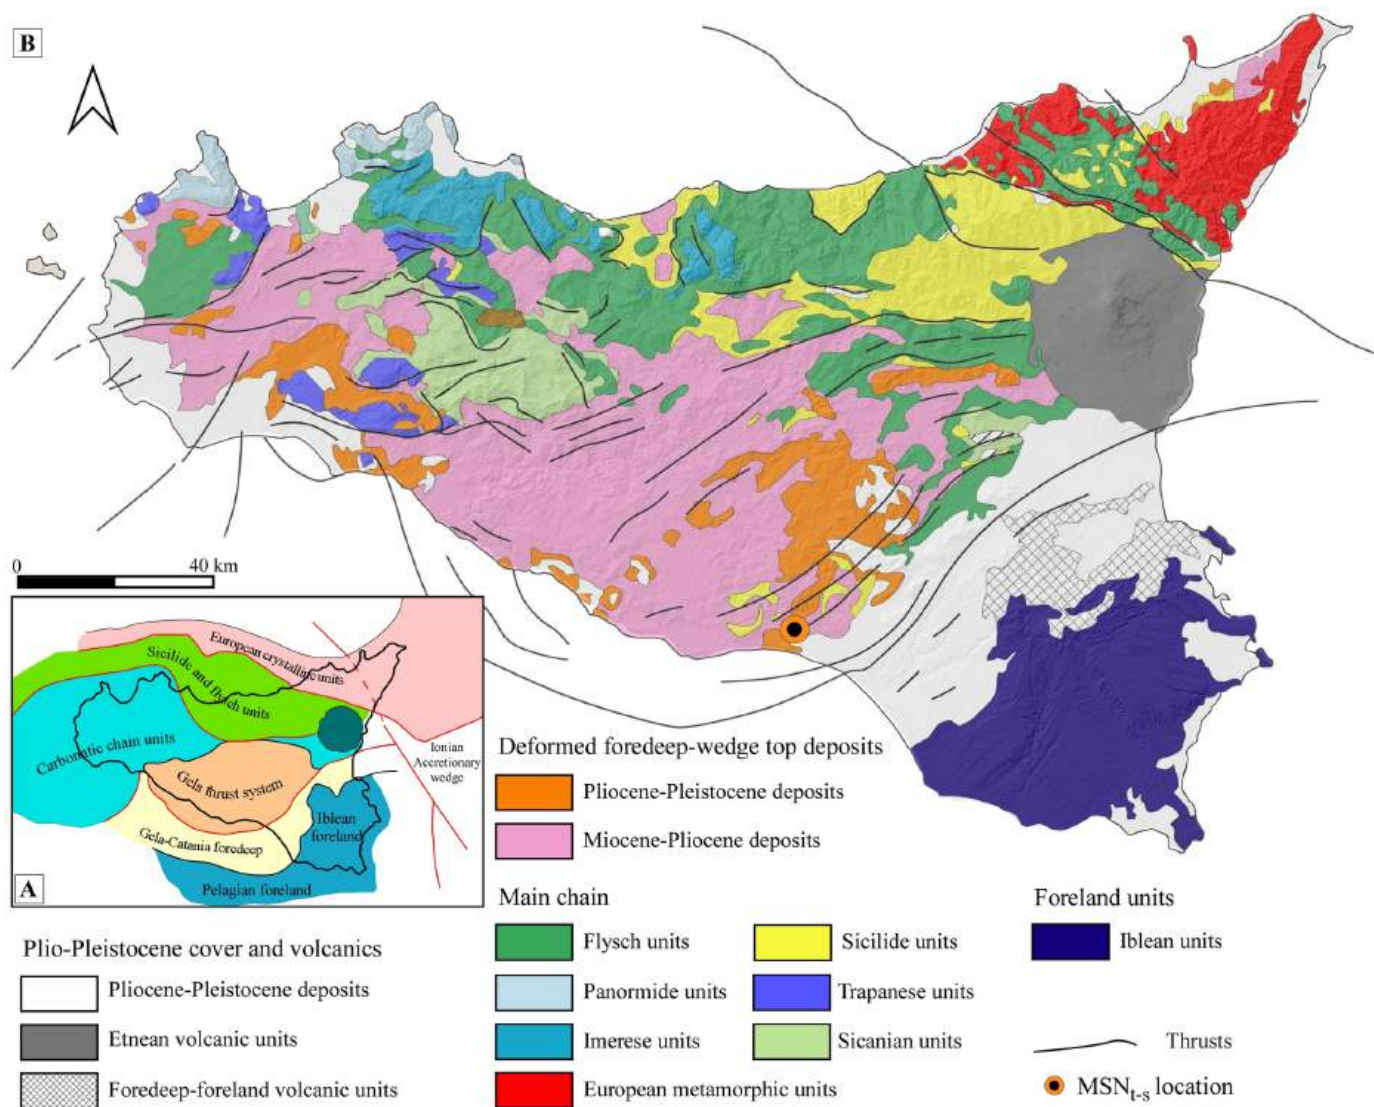 B
0
40 km
European crystalline units
Sicilide and flysch units
Carbonatic chain units
Ionian
Accretionary
wedge
Gela thrust system
Iblean
foreland
Gela-Catania foredeep
Pelagian foreland
A
Deformed foredeep-wedge top deposits
Pliocene-Pleistocene deposits
Miocene-Pliocene deposits
Main chain
Flysch units
Sicilide units
Panormide units
Trapanese units
Imerese units
Sicanian units
European metamorphic units
Foreland units
Iblean units
Thrusts
MSNt-s location
Plio-Pleistocene cover and volcanics
Pliocene-Pleistocene deposits
Etnean volcanic units
Foredeep-foreland volcanic units